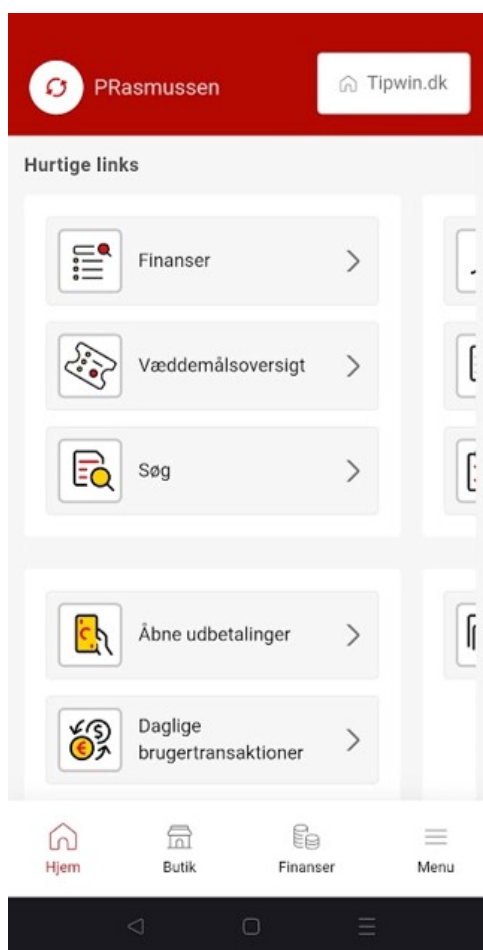 PRasmussen
Tipwin.dk
Hurtige links
Finanser
Væddemålsoversigt
Søg
Åbne udbetalinger
Daglige
brugertransaktioner
Hjem
Butik
Finanser
Menu